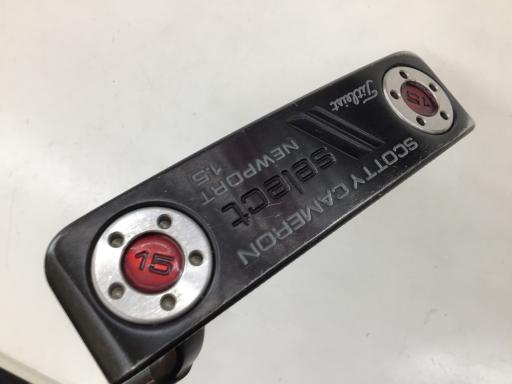 Titleist
SCOTTY CAMERON
select
NEWPORT
1.5
15
15